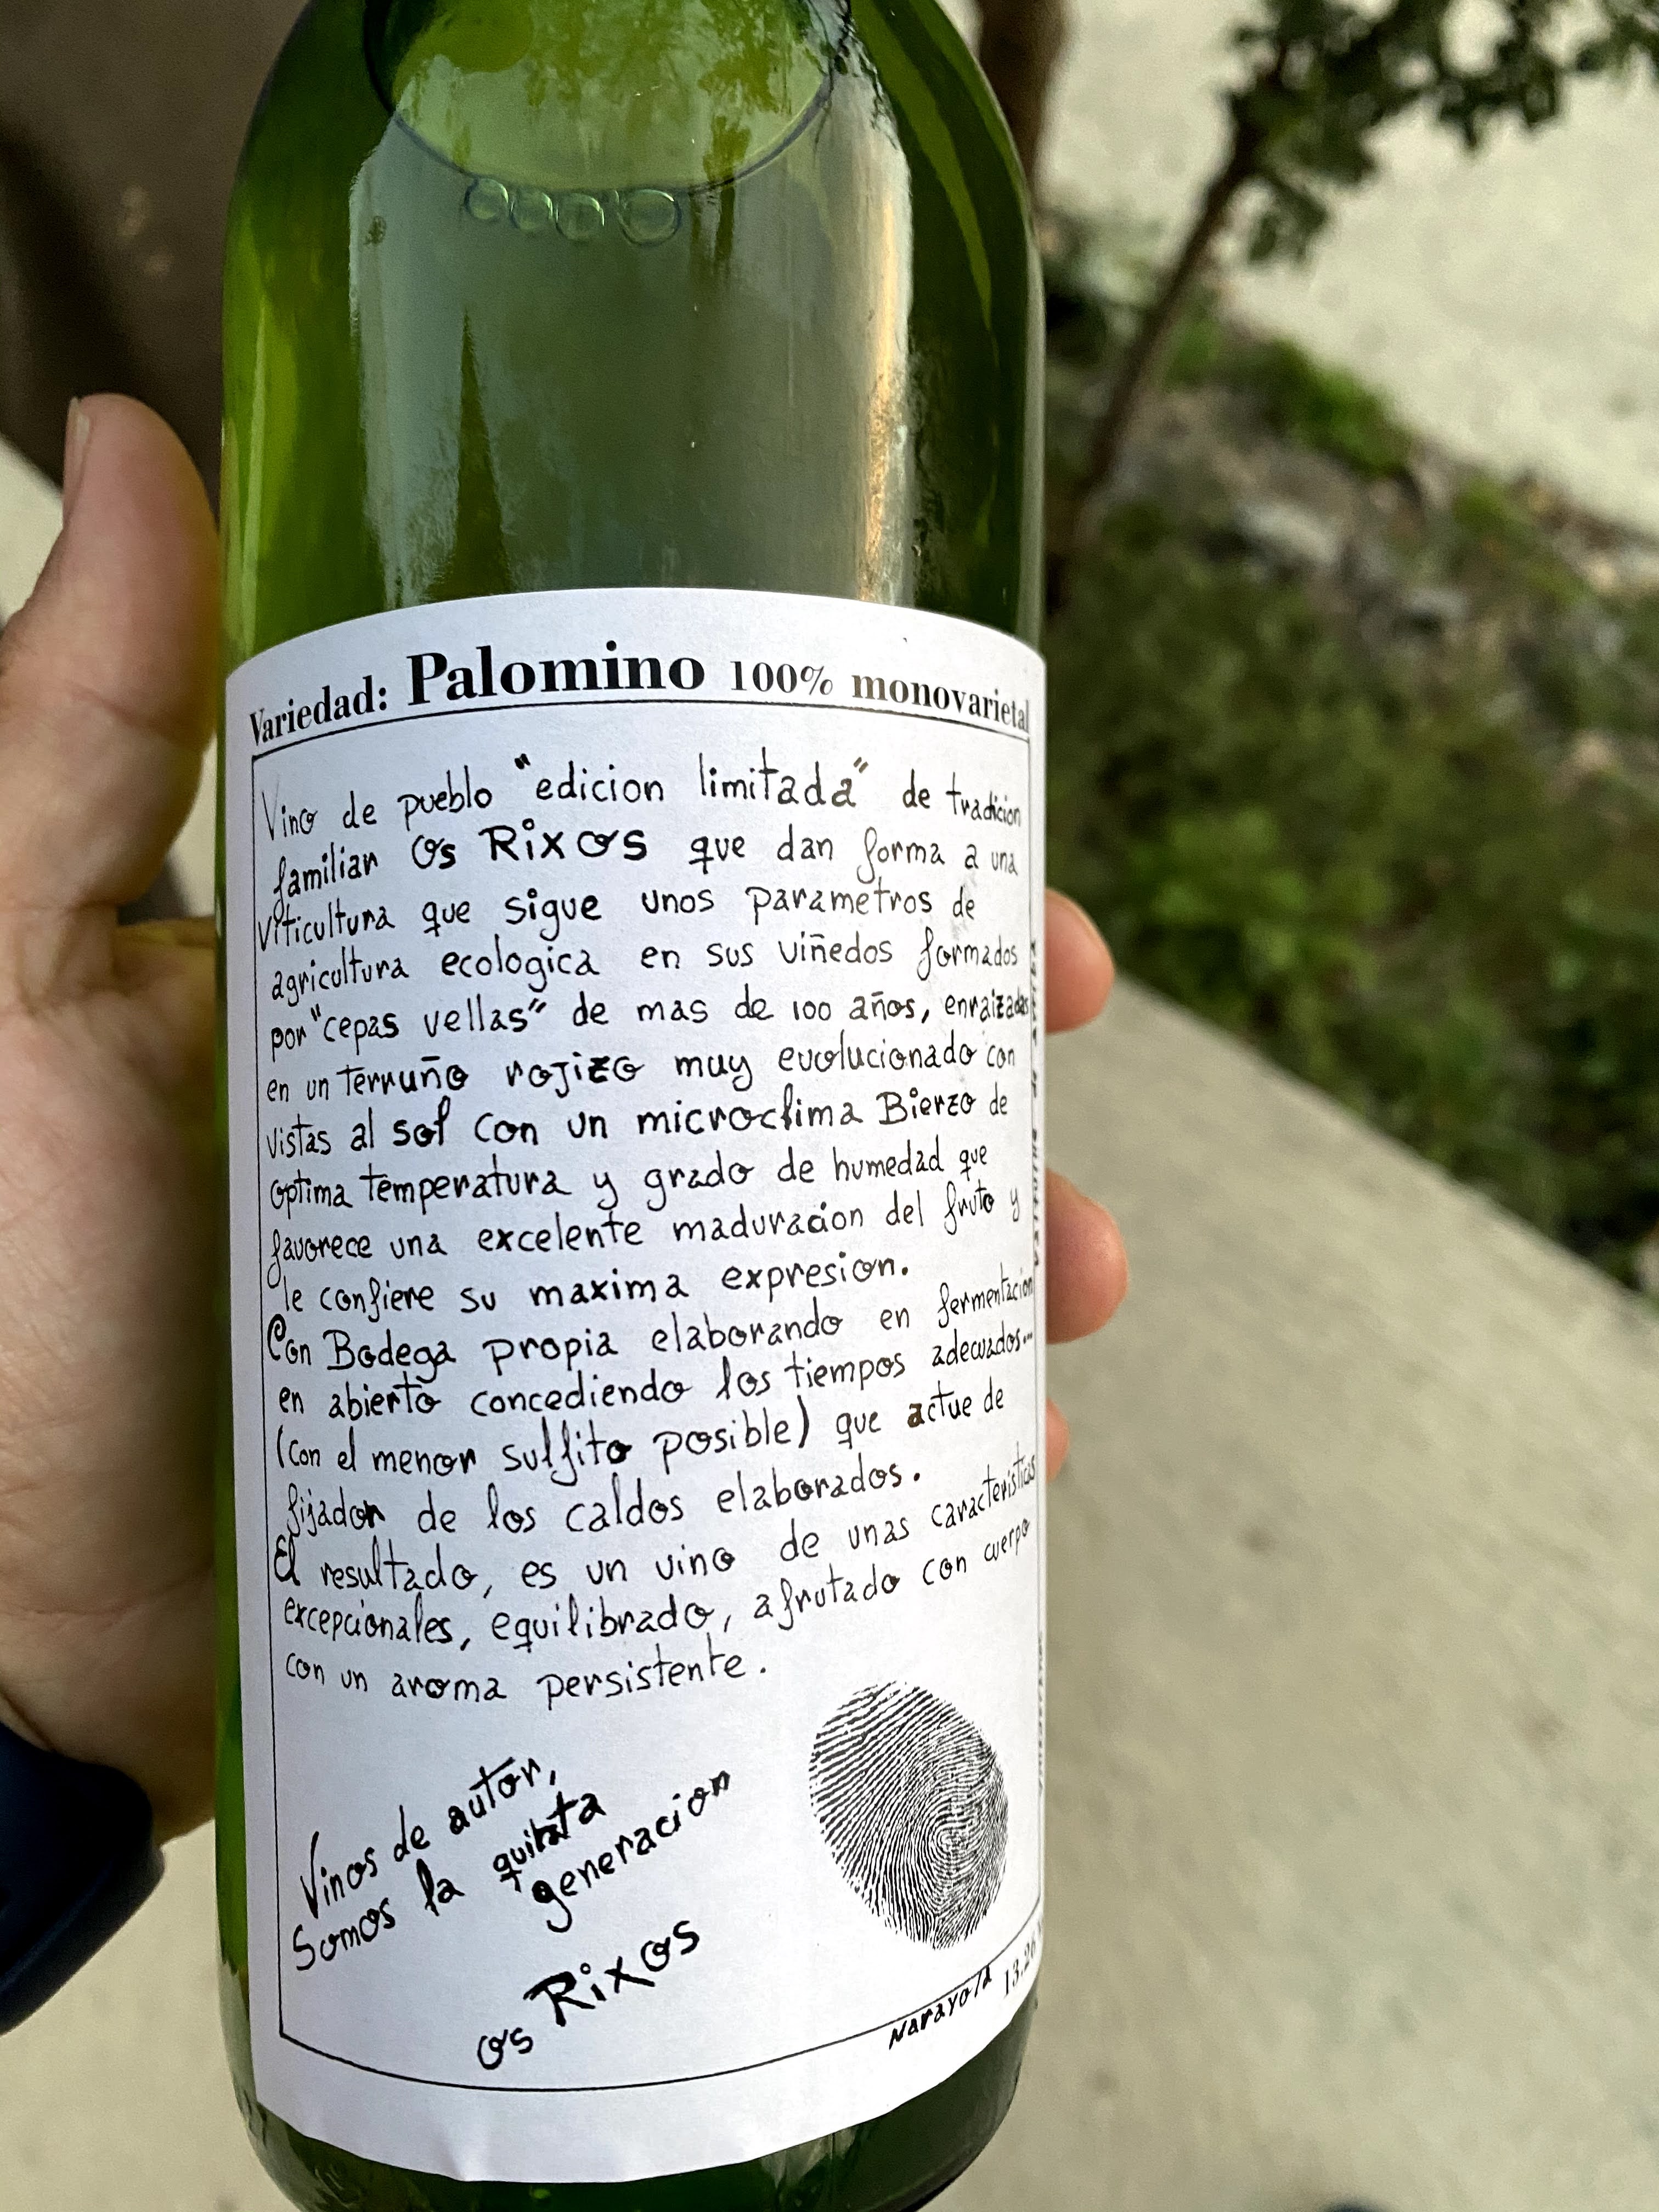 Variedad: Palomino 100% monovarietal
Vino de pueblo "edicion limitada" de tradicion
familiar Os Rixos que dan forma a una
viticultura que sigue unos parametros de
agricultura ecologica en sus viñedos formados
por "cepas vellas" de mas de 100 años, enraizadas
en un terruño rojizo muy evolucionado con
vistas al sol con un microclima Bierzo de
optima temperatura y grado de humedad que
favorece una excelente maduracion del fruto y
le confiere su maxima expresion.
Con Bodega propia elaborando en fermentacion
en abierto concediendo los tiempos adecuados...
(con el menor sulfito posible) que actue de
fijador de los caldos elaborados.
El resultado, es un vino de unas caracteristicas
excepcionales, equilibrado, afrutado con cuerpo
con un aroma persistente.
Vinos de autor,
Somos la quinta
generacion
Os Rixos
Narayola 13.26